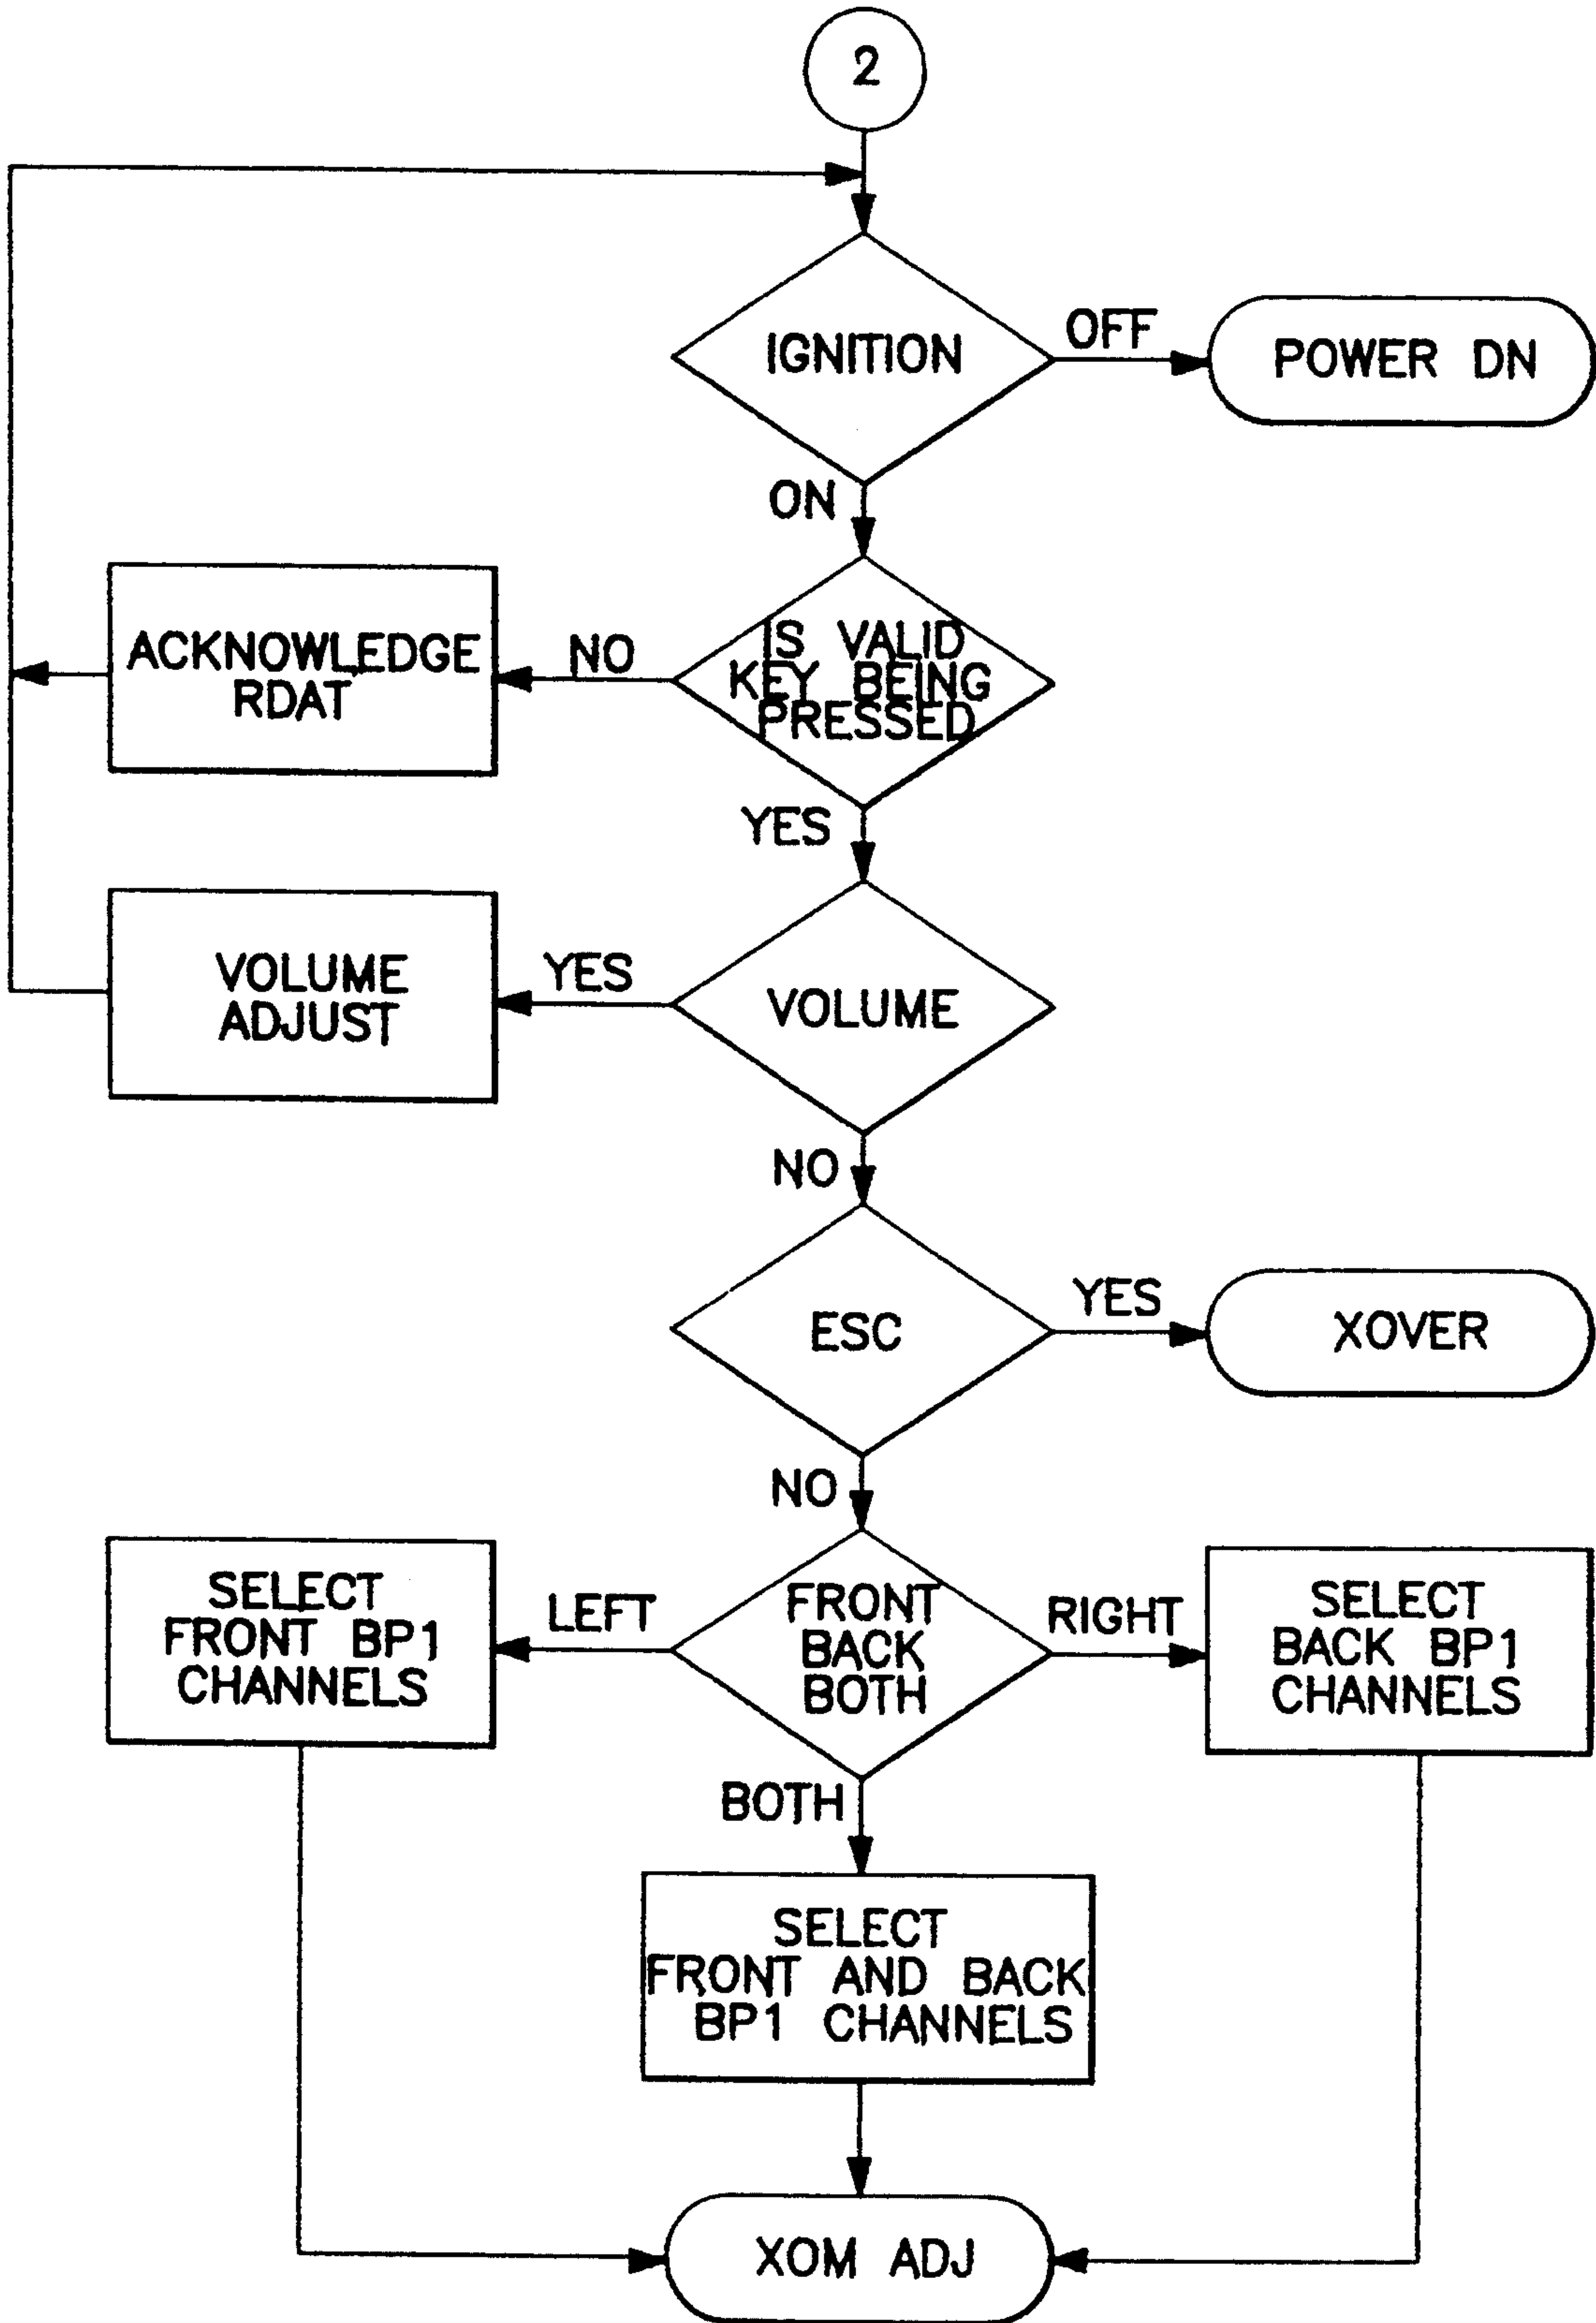 2
IGNITION
OFF
POWER DN
ON
ACKNOWLEDGE
RDAT
NO
IS VALID
KEY BEING
PRESSED
YES
VOLUME
ADJUST
YES
VOLUME
NO
ESC
YES
XOVER
NO
SELECT
FRONT BP1
CHANNELS
LEFT
FRONT
BACK
BOTH
RIGHT
SELECT
BACK BP1
CHANNELS
BOTH
SELECT
FRONT AND BACK
BP1 CHANNELS
XOM ADJ